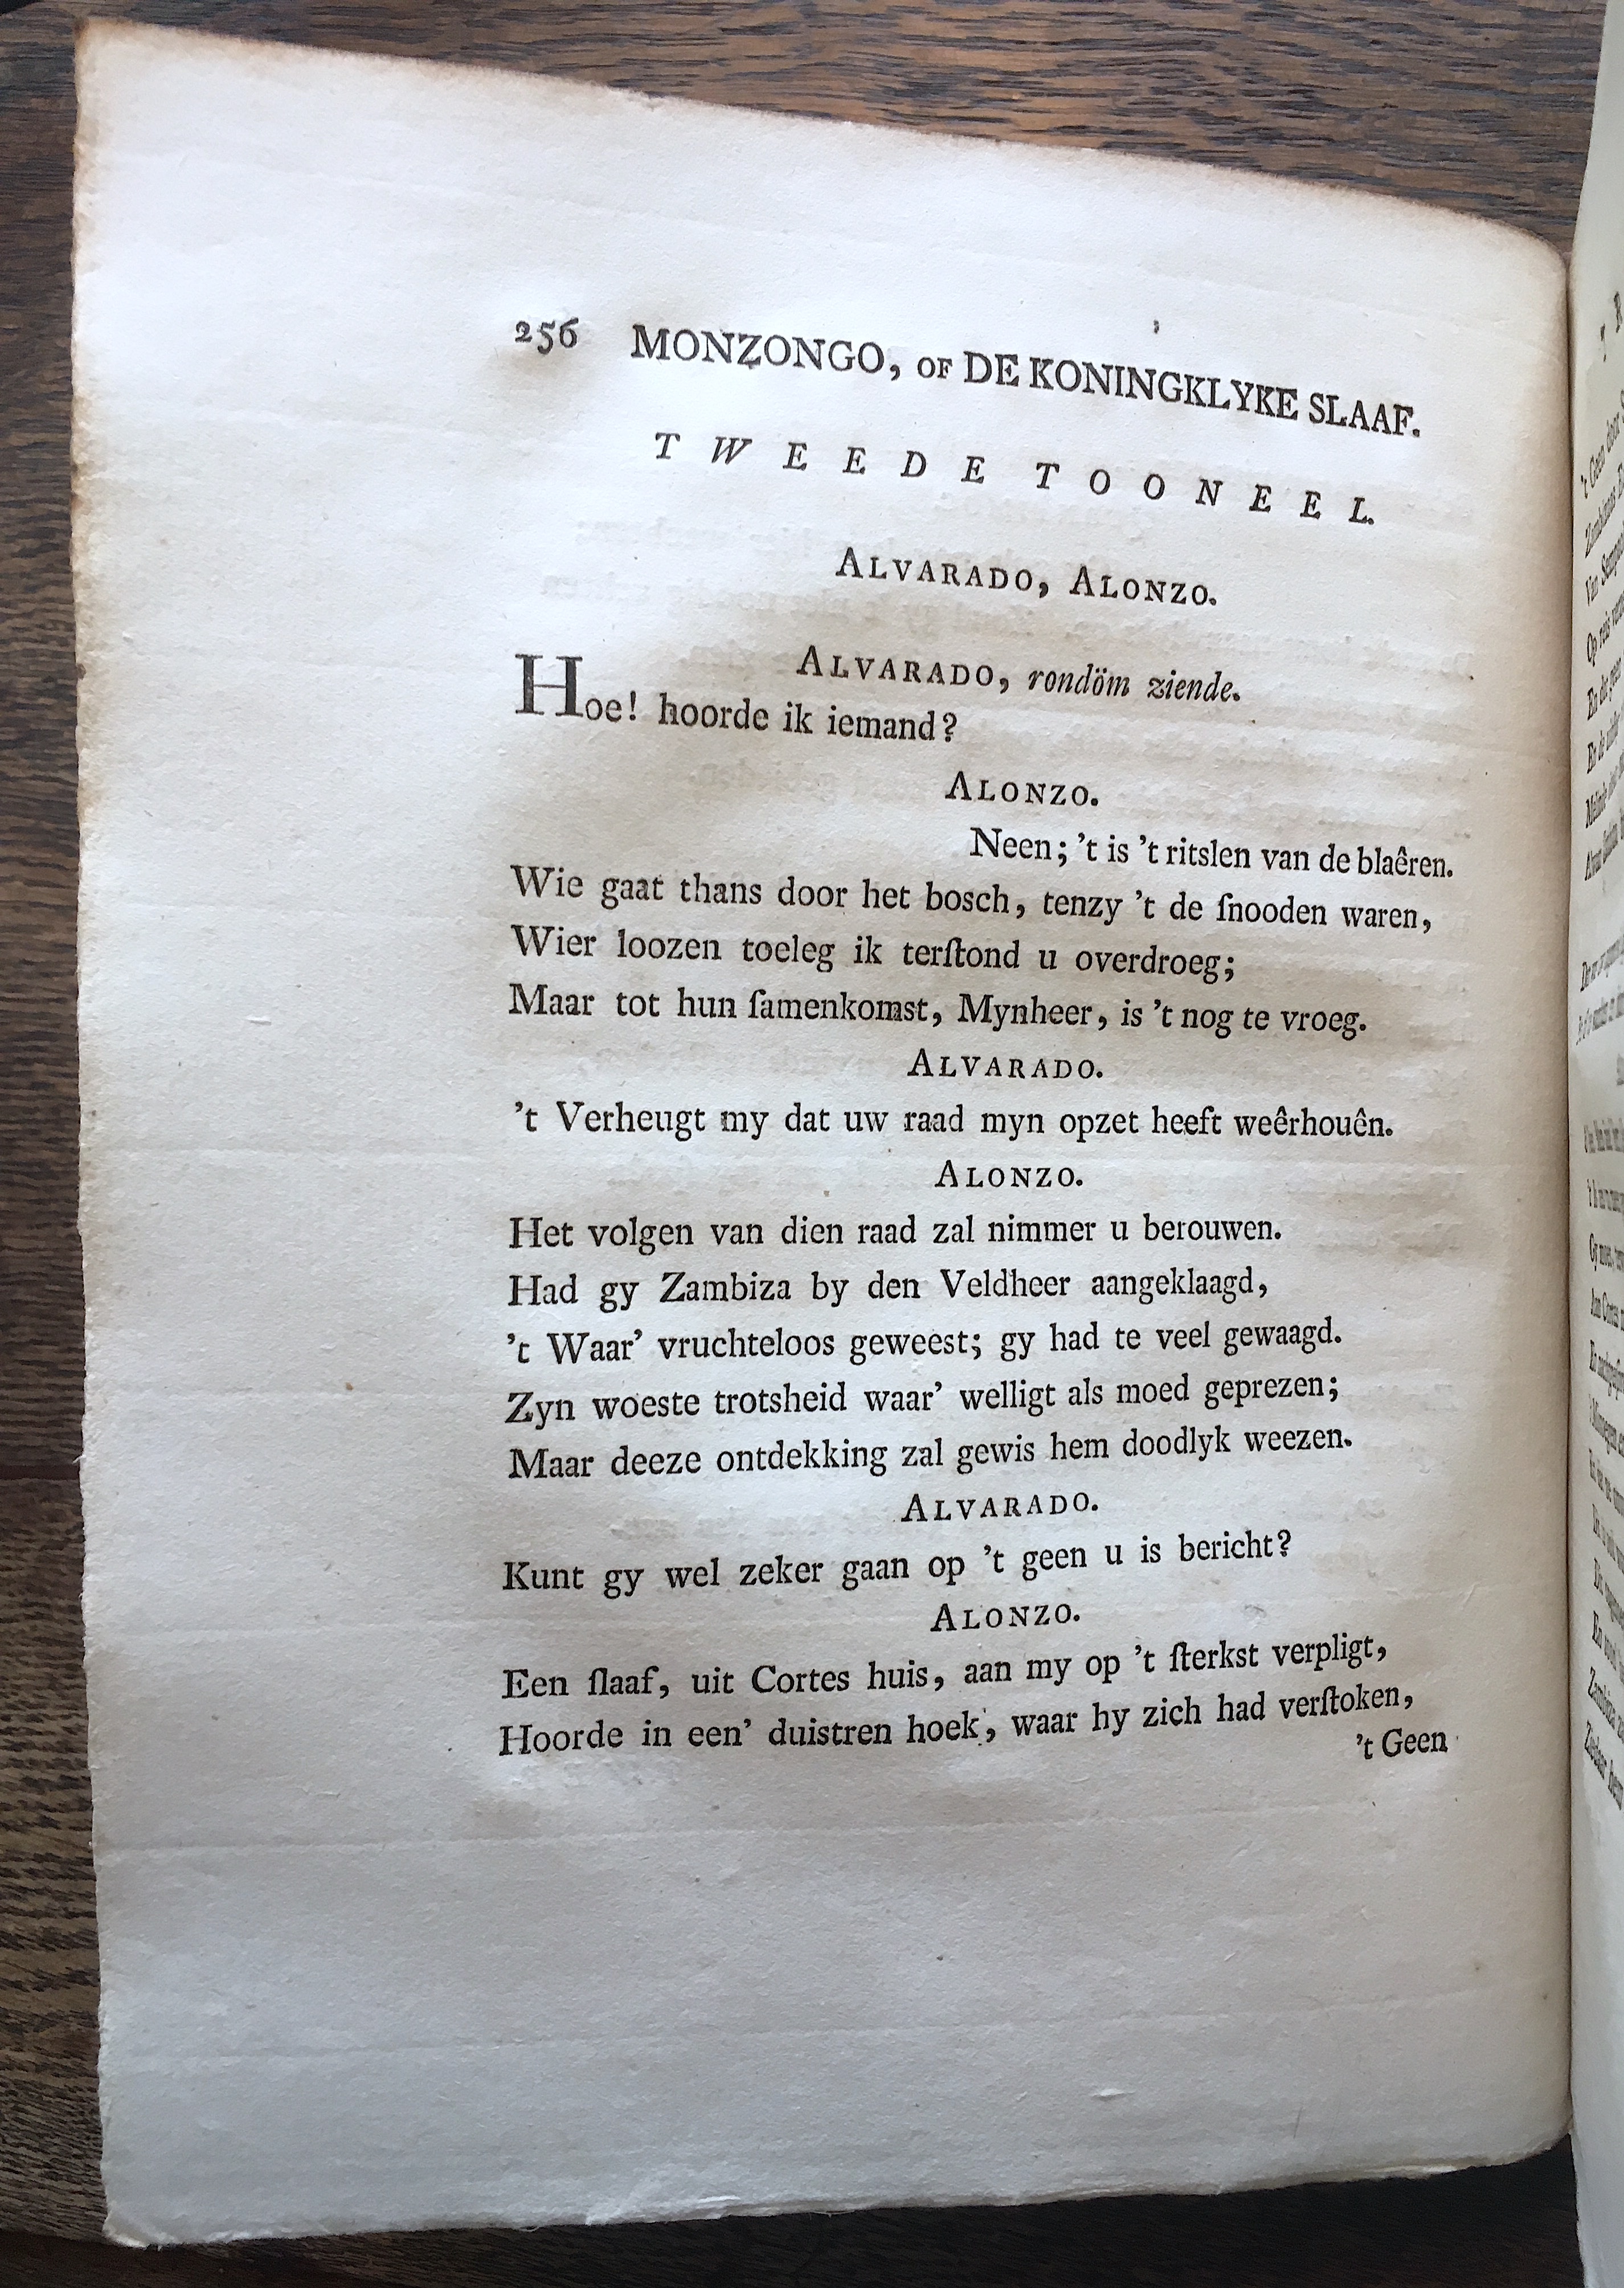 256 MONZONGO, OF DE KONINGKLYKE SLAAF.
TWEEDE TOONEEL.
ALVARADO, ALONZO.
ALVARADO, rondöm ziende.
Hoe! hoorde ik iemand?
ALONZO.
Neen; 't is 't ritslen van de blaêren.
Wie gaat thans door het bosch, tenzy 't de ſnooden waren,
Wier loozen toeleg ik terſtond u overdroeg;
Maar tot hun ſamenkomst, Mynheer, is 't nog te vroeg.
ALVARADO.
't Verheugt my dat uw raad myn opzet heeft weêrhouên.
ALONZO.
Het volgen van dien raad zal nimmer u berouwen.
Had gy Zambiza by den Veldheer aangeklaagd,
't Waar' vruchteloos geweest; gy had te veel gewaagd.
Zyn woeste trotsheid waar' welligt als moed geprezen;
Maar deeze ontdekking zal gewis hem doodlyk weezen.
ALVARADO.
Kunt gy wel zeker gaan op 't geen u is bericht?
ALONZO.
Een ſlaaf, uit Cortes huis, aan my op 't ſterkst verpligt,
Hoorde in een' duistren hoek, waar hy zich had verſtoken,
't Geen